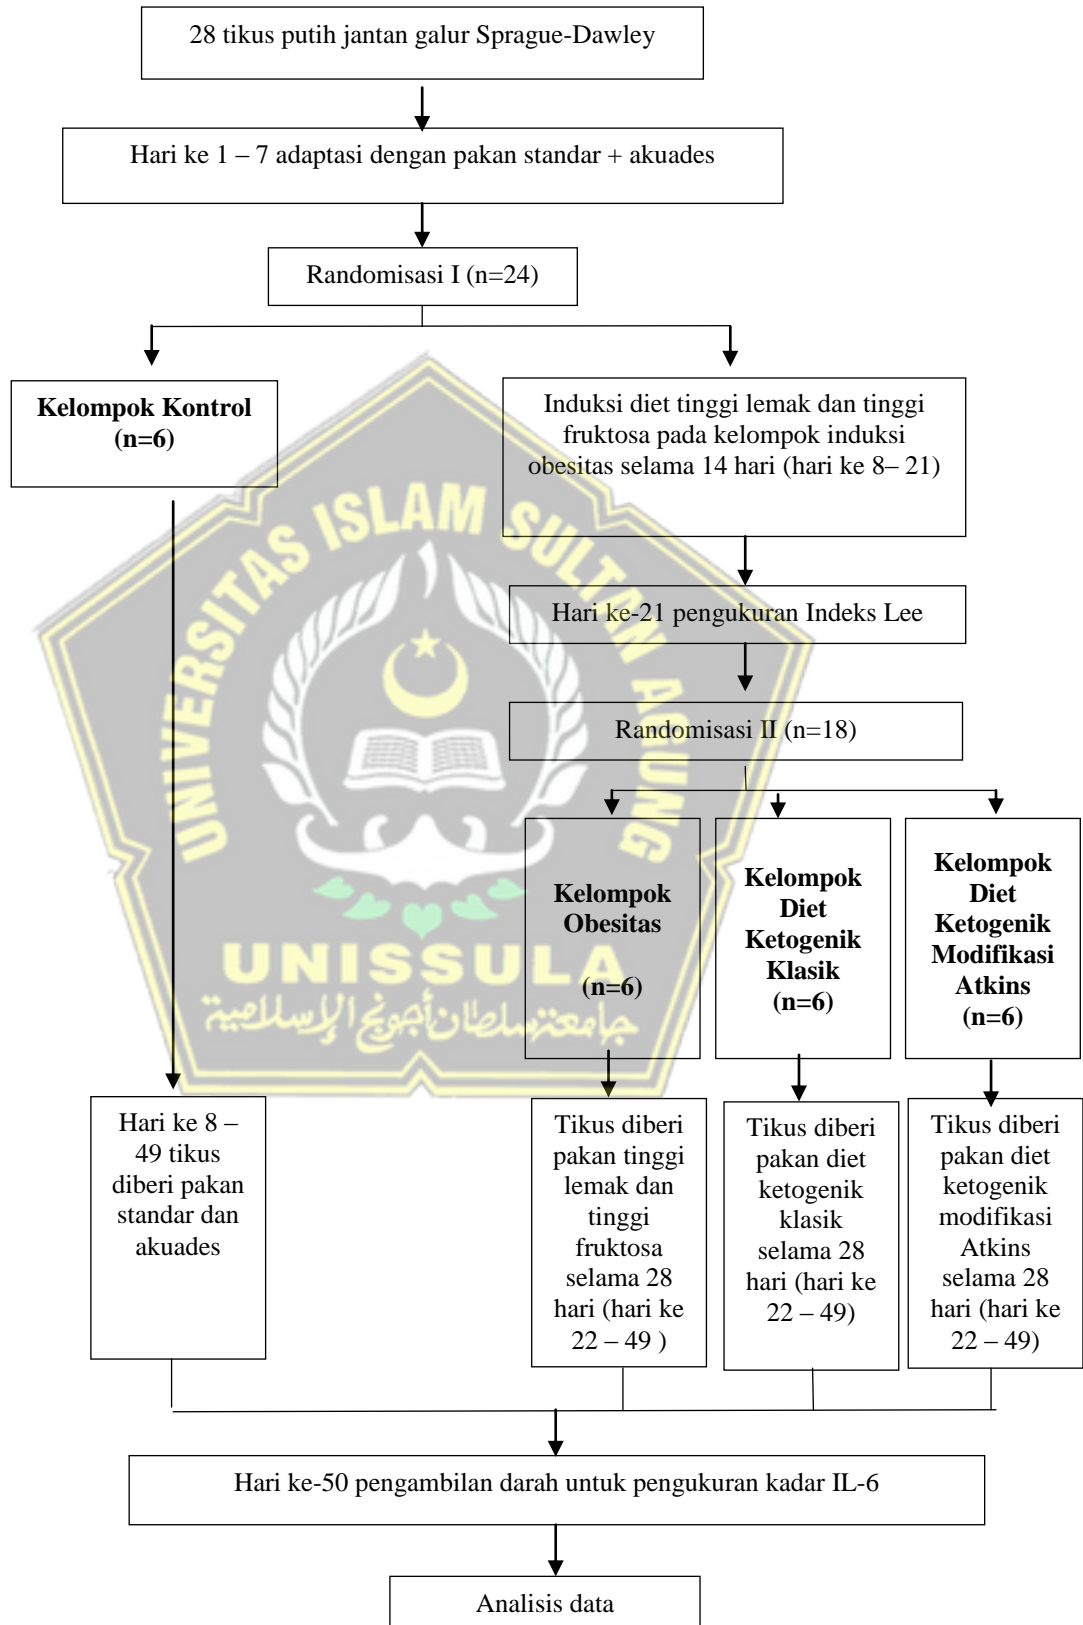 28 tikus putih jantan galur Sprague-Dawley
Hari ke 1 – 7 adaptasi dengan pakan standar + akuades
Randomisasi I (n=24)
Kelompok Kontrol
(n=6)
Induksi diet tinggi lemak dan tinggi
fruktosa pada kelompok induksi
obesitas selama 14 hari (hari ke 8– 21)
Hari ke-21 pengukuran Indeks Lee
Randomisasi II (n=18)
Kelompok
Obesitas
(n=6)
Kelompok
Diet
Ketogenik
Klasik
(n=6)
Kelompok
Diet
Ketogenik
Modifikasi
Atkins
(n=6)
Hari ke 8 –
49 tikus
diberi pakan
standar dan
akuades
Tikus diberi
pakan tinggi
lemak dan
tinggi
fruktosa
selama 28
hari (hari ke
22 – 49 )
Tikus diberi
pakan diet
ketogenik
klasik
selama 28
hari (hari ke
22 – 49)
Tikus diberi
pakan diet
ketogenik
modifikasi
Atkins
selama 28
hari (hari ke
22 – 49)
Hari ke-50 pengambilan darah untuk pengukuran kadar IL-6
Analisis data
UNIVERSITAS ISLAM SULTAN AGUNG
UNISSULA
جامعتسلطان أجونج الإسلامية